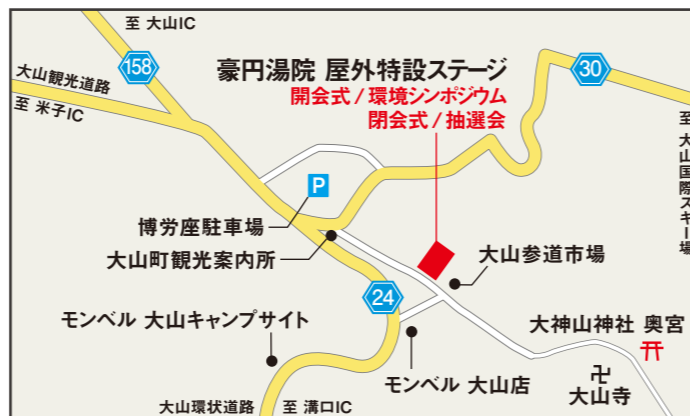 至 大山IC
158
大山観光道路
至 米子IC
豪円湯院 屋外特設ステージ
開会式 / 環境シンポジウム
閉会式 / 抽選会
30
至 大山国際スキー場
P
博労座駐車場
大山町観光案内所
大山参道市場
24
モンベル 大山キャンプサイト
大神山神社 奥宮
モンベル 大山店
卍
大山寺
大山環状道路
至 溝口IC